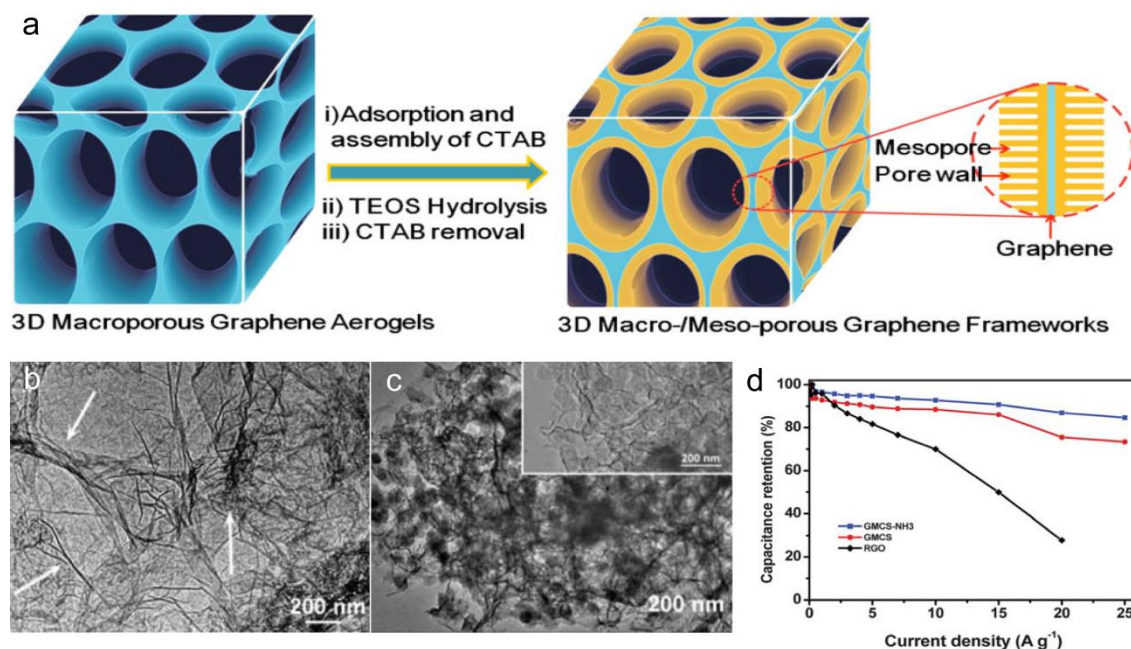 a
i)Adsorption and
assembly of CTAB
ii) TEOS Hydrolysis
iii) CTAB removal
Mesopore
Pore wall
Graphene
3D Macroporous Graphene Aerogels
3D Macro-/Meso-porous Graphene Frameworks
b
200 nm
c
200 nm
200 nm
d
Capacitance retention (%)
100
80
60
40
20
0
GMCS-NH3
GMCS
RGO
0 5 10 15 20 25
Current density (A g⁻¹)